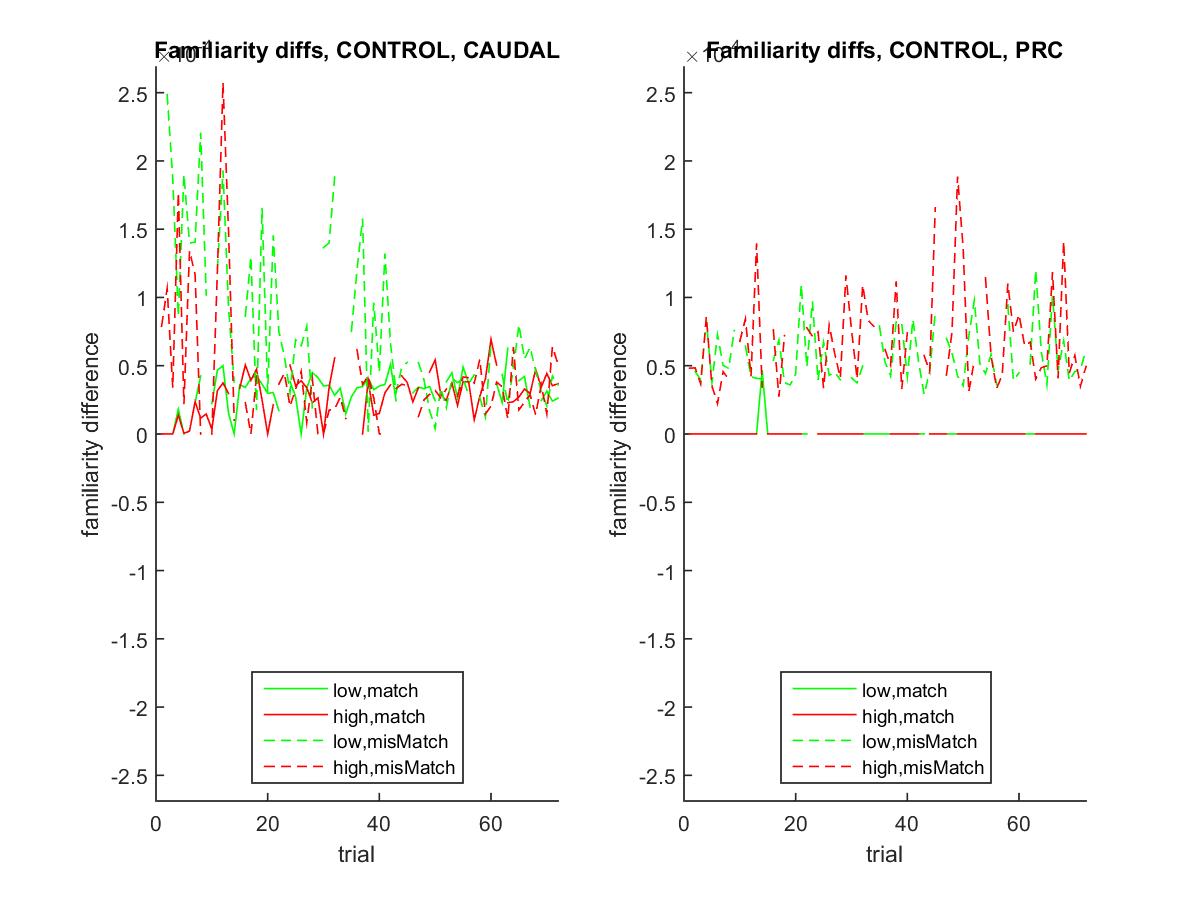 Familiarity diffs, CONTROL, CAUDAL
2.5
2
1.5
1
0.5
0
-0.5
-1
-1.5
-2
-2.5
familiarity difference
low,match
high,match
low,misMatch
high,misMatch
0 20 40 60
trial
Familiarity diffs, CONTROL, PRC
2.5
2
1.5
1
0.5
0
-0.5
-1
-1.5
-2
-2.5
familiarity difference
low,match
high,match
low,misMatch
high,misMatch
0 20 40 60
trial